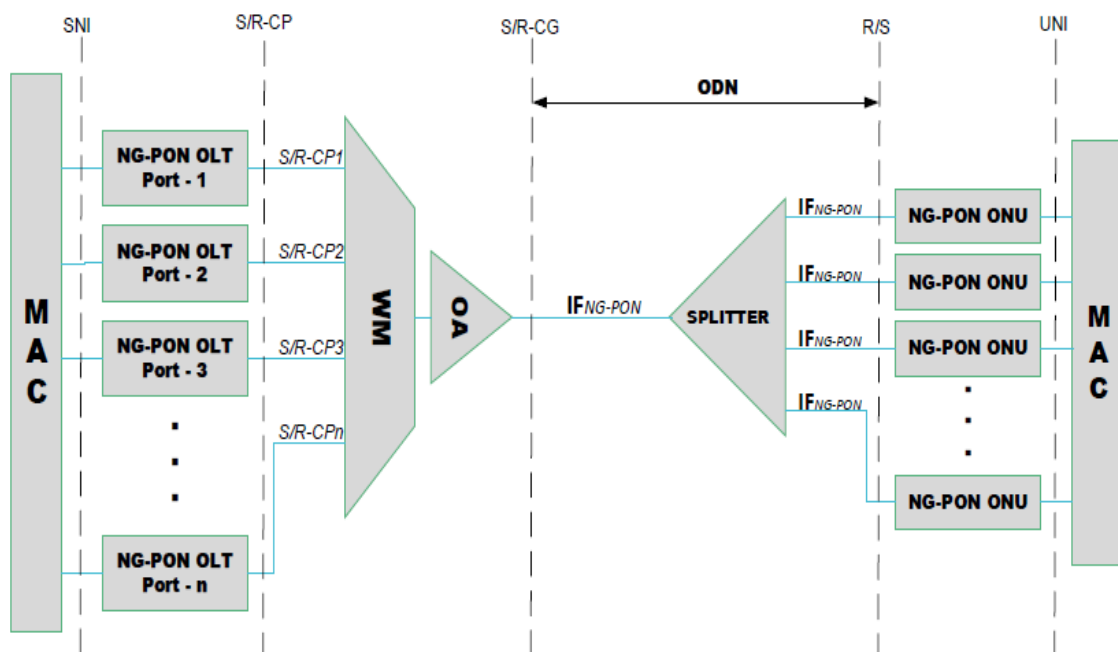 SNI
S/R-CP
S/R-CG
R/S
UNI
ODN
MAC
NG-PON OLT
Port - 1
NG-PON OLT
Port - 2
NG-PON OLT
Port - 3
NG-PON OLT
Port - n
S/R-CP1
S/R-CP2
S/R-CP3
S/R-CPn
WM
OA
IFNG-PON
SPLITTER
IFNG-PON
IFNG-PON
IFNG-PON
IFNG-PON
NG-PON ONU
NG-PON ONU
NG-PON ONU
NG-PON ONU
MAC